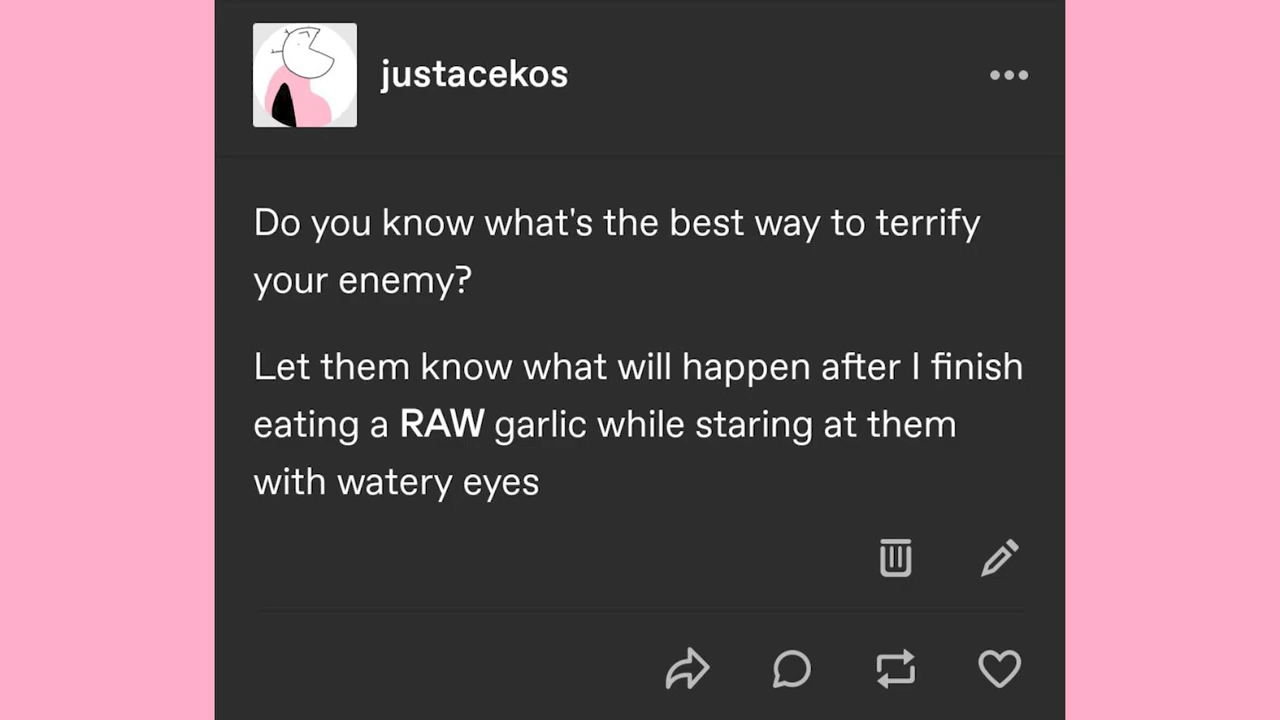 justacekos
Do you know what's the best way to terrify
your enemy?
Let them know what will happen after I finish
eating a RAW garlic while staring at them
with watery eyes